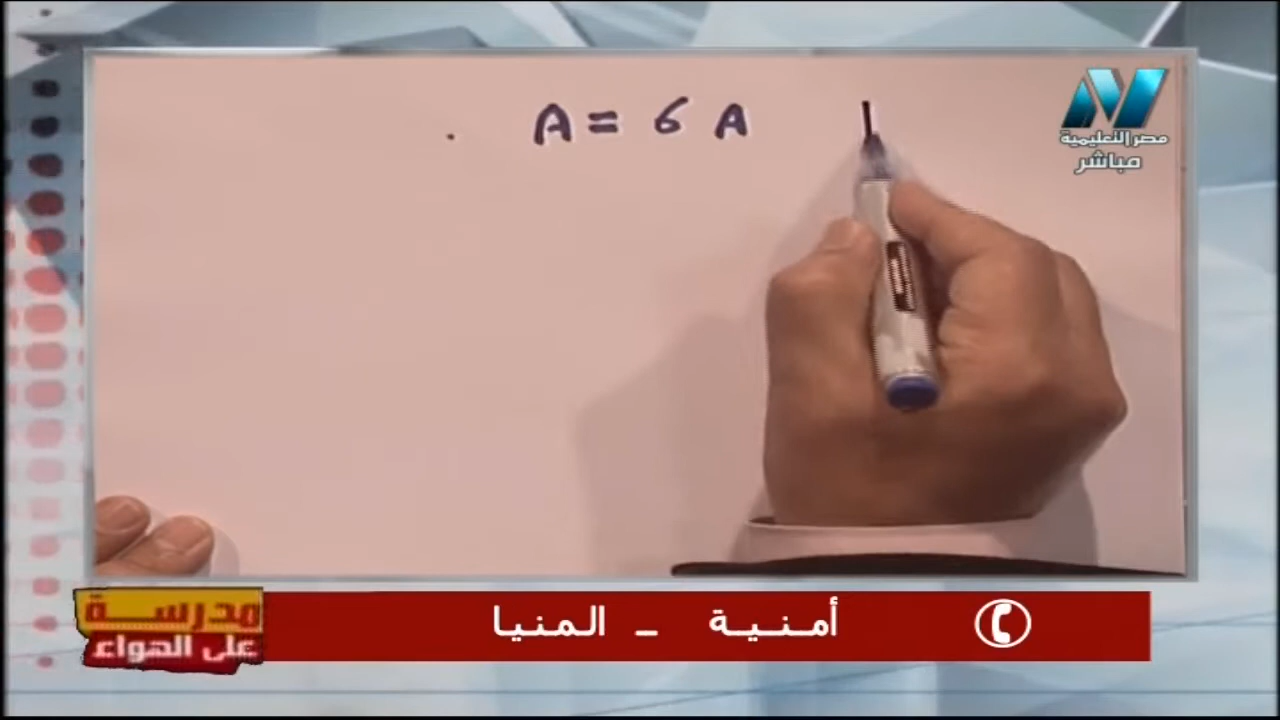 A = 6 A
مصر التعليمية
مباشر
أمنية - المنيا
مدرسة
على الهواء